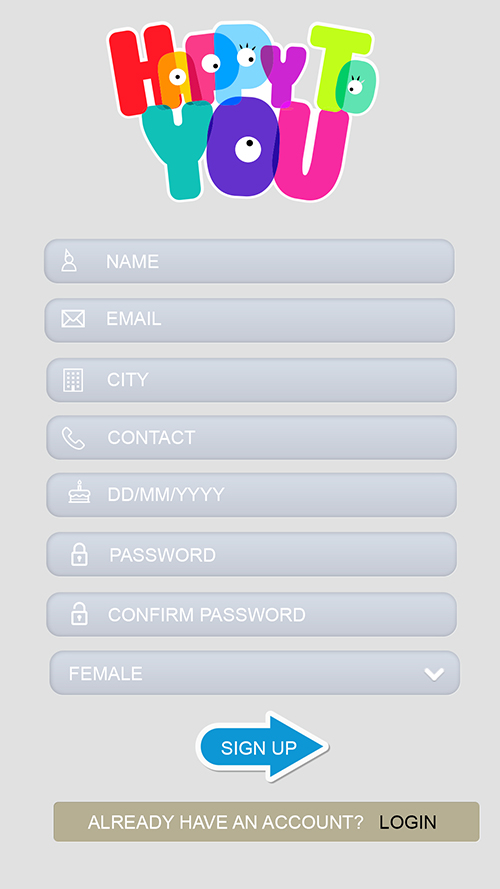 HAPPY TO
YOU
NAME
EMAIL
CITY
CONTACT
DD/MM/YYYY
PASSWORD
CONFIRM PASSWORD
FEMALE
SIGN UP
ALREADY HAVE AN ACCOUNT? LOGIN